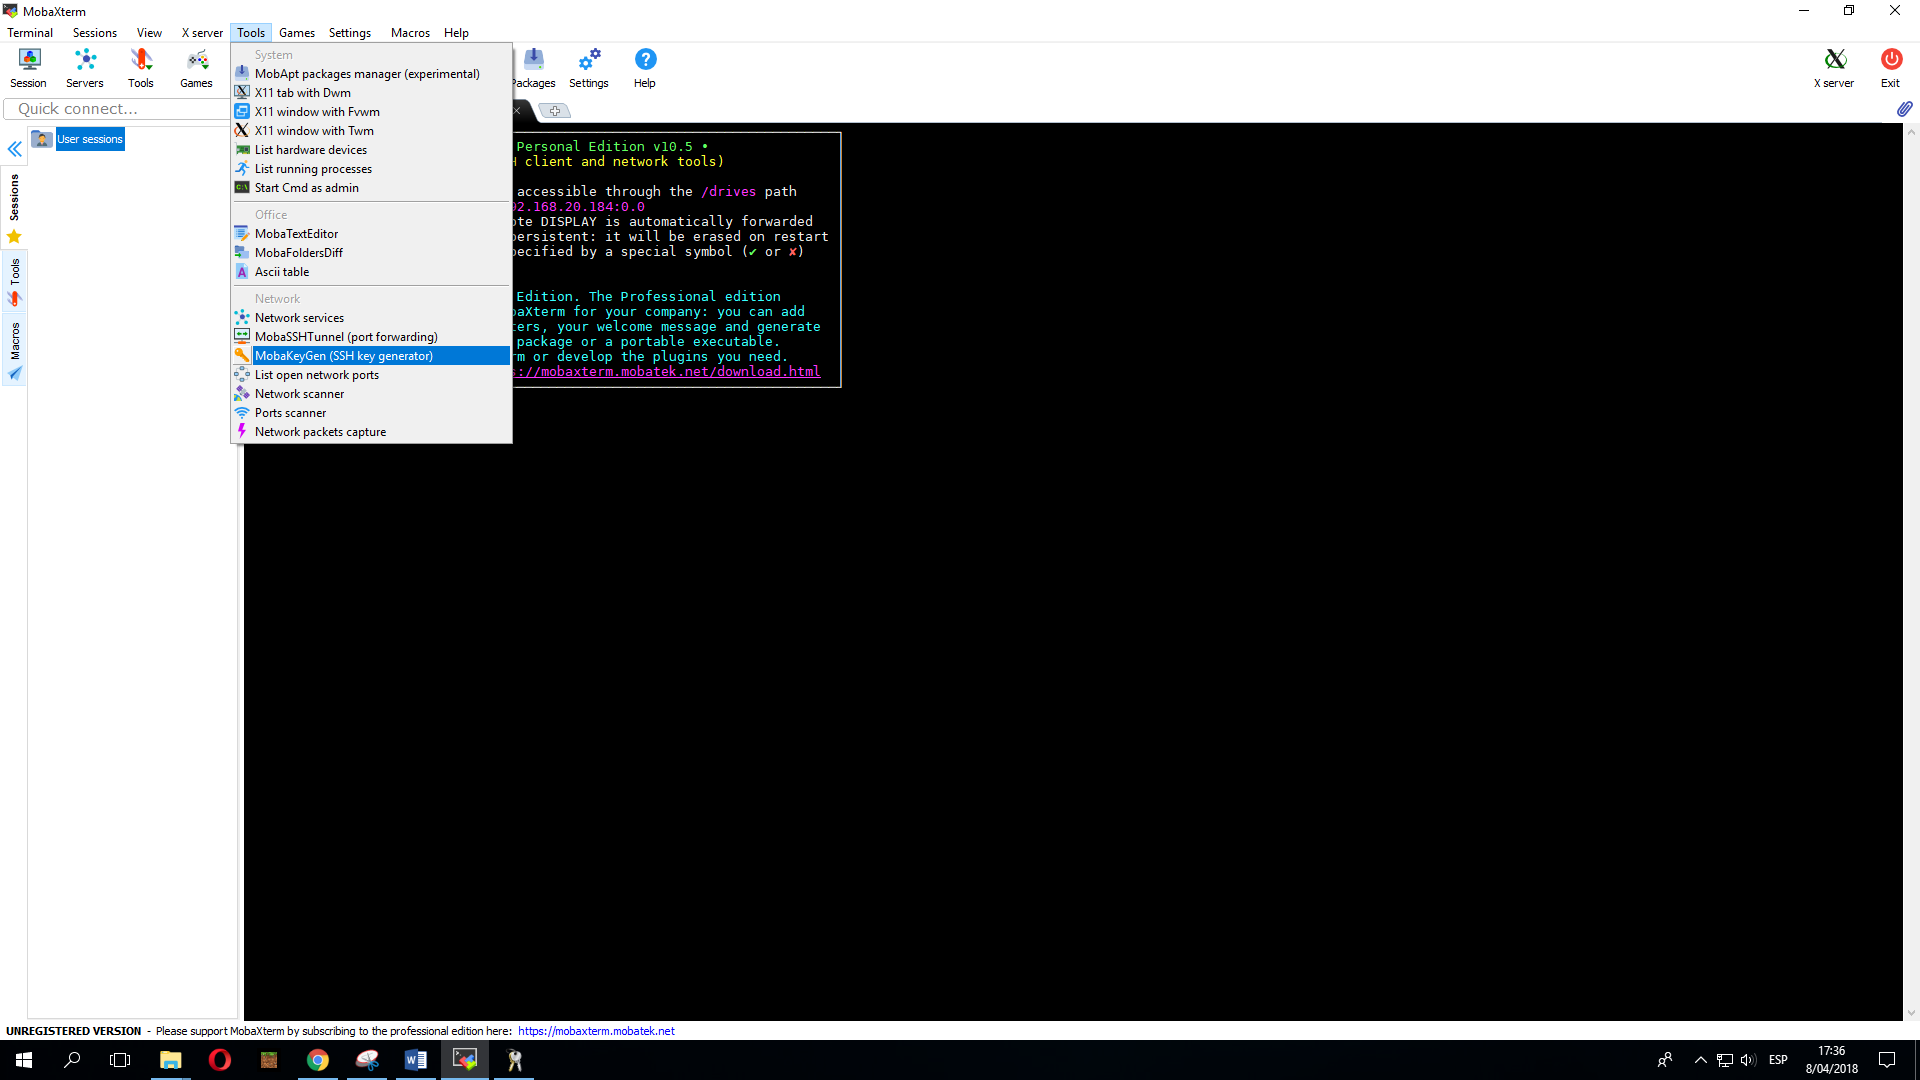 MobaXterm
Terminal Sessions View X server Tools Games Settings Macros Help
Session Servers Tools Games Packages Settings Help X server Exit
Quick connect...
User sessions
Sessions
Tools
Macros
System
MobApt packages manager (experimental)
X11 tab with Dwm
X11 window with Fvwm
X11 window with Twm
List hardware devices
List running processes
Start Cmd as admin
Office
MobaTextEditor
MobaFoldersDiff
Ascii table
Network
Network services
MobaSSHTunnel (port forwarding)
MobaKeyGen (SSH key generator)
List open network ports
Network scanner
Ports scanner
Network packets capture
Personal Edition v10.5 •
H client and network tools)
accessible through the /drives path
92.168.20.184:0.0
ote DISPLAY is automatically forwarded
persistent: it will be erased on restart
pecified by a special symbol (✔ or ✘)
Edition. The Professional edition
baXterm for your company: you can add
ters, your welcome message and generate
package or a portable executable.
rm or develop the plugins you need.
s://mobaxterm.mobatek.net/download.html
UNREGISTERED VERSION - Please support MobaXterm by subscribing to the professional edition here: https://mobaxterm.mobatek.net
ESP
17:36
8/04/2018